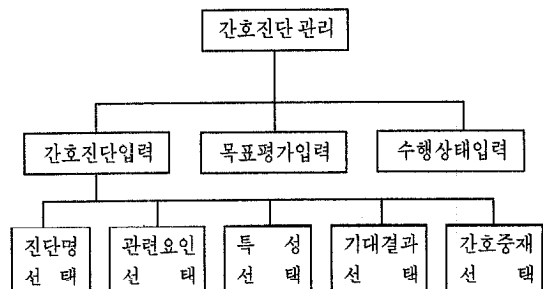 간호진단 관리
간호진단입력 목표평가입력 수행상태입력
진단명 관련요인 특 성 기대결과 간호중재
선 택 선 택 선 택 선 택 선 택